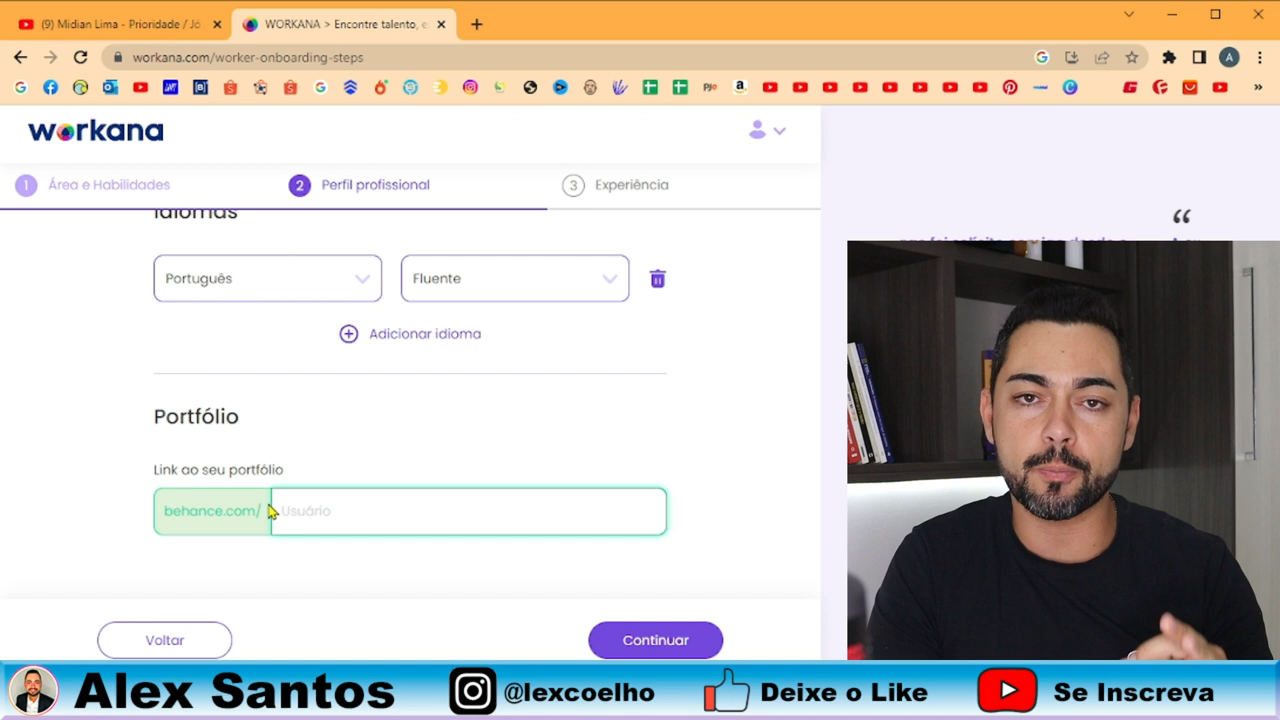 (9) Midian Lima - Prioridade / Jó
WORKANA > Encontre talento, e
workana.com/worker-onboarding-steps
A
workana
1 Área e Habilidades
2 Perfil profissional
3 Experiência
Idiomas
Português
Fluente
Adicionar idioma
Portfólio
Link ao seu portfólio
behance.com/
Usuário
Voltar
Continuar
“
Alex Santos
@lexcoelho
Deixe o Like
Se Inscreva